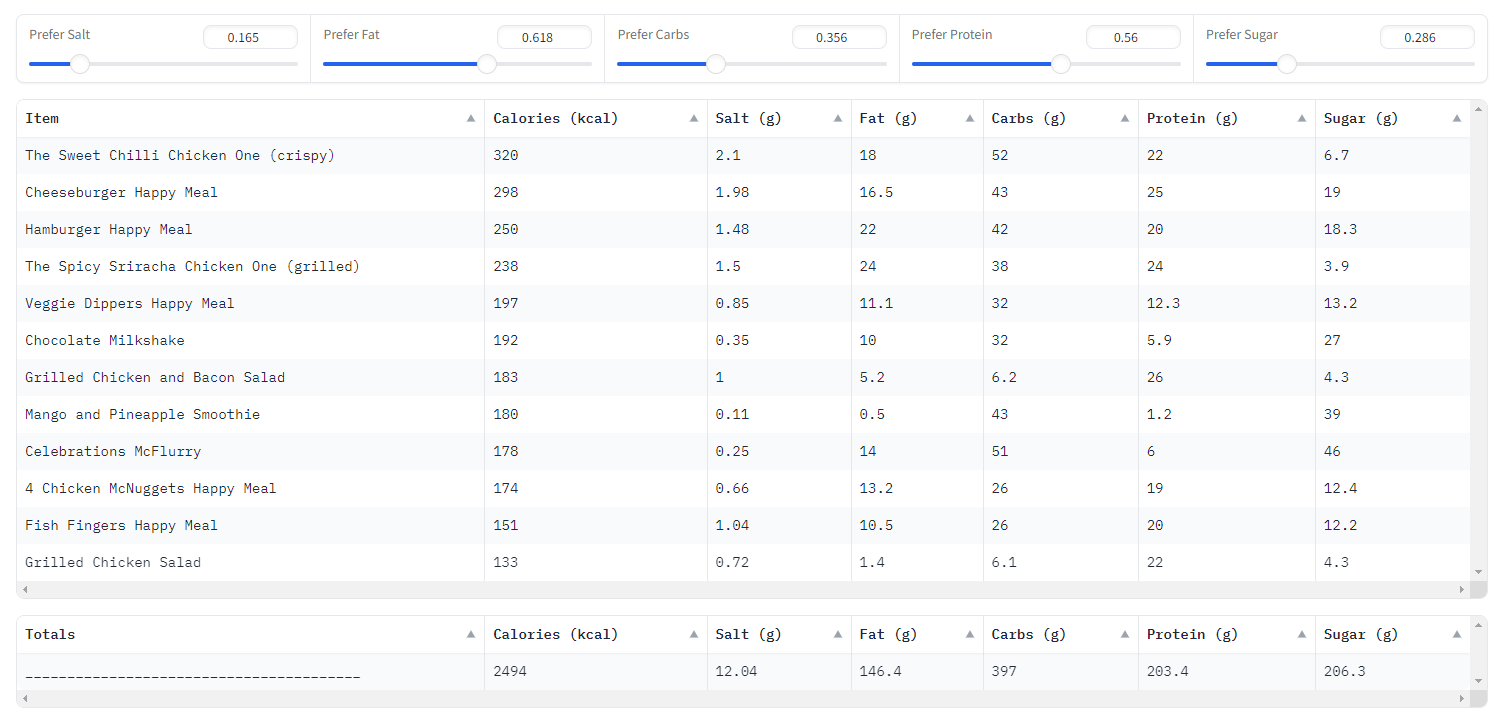 Prefer Salt 0.165 Prefer Fat 0.618 Prefer Carbs 0.356 Prefer Protein 0.56 Prefer Sugar 0.286
Item Calories (kcal) Salt (g) Fat (g) Carbs (g) Protein (g) Sugar (g)
The Sweet Chilli Chicken One (crispy) 320 2.1 18 52 22 6.7
Cheeseburger Happy Meal 298 1.98 16.5 43 25 19
Hamburger Happy Meal 250 1.48 22 42 20 18.3
The Spicy Sriracha Chicken One (grilled) 238 1.5 24 38 24 3.9
Veggie Dippers Happy Meal 197 0.85 11.1 32 12.3 13.2
Chocolate Milkshake 192 0.35 10 32 5.9 27
Grilled Chicken and Bacon Salad 183 1 5.2 6.2 26 4.3
Mango and Pineapple Smoothie 180 0.11 0.5 43 1.2 39
Celebrations McFlurry 178 0.25 14 51 6 46
4 Chicken McNuggets Happy Meal 174 0.66 13.2 26 19 12.4
Fish Fingers Happy Meal 151 1.04 10.5 26 20 12.2
Grilled Chicken Salad 133 0.72 1.4 6.1 22 4.3
Totals Calories (kcal) Salt (g) Fat (g) Carbs (g) Protein (g) Sugar (g)
________________________________________ 2494 12.04 146.4 397 203.4 206.3